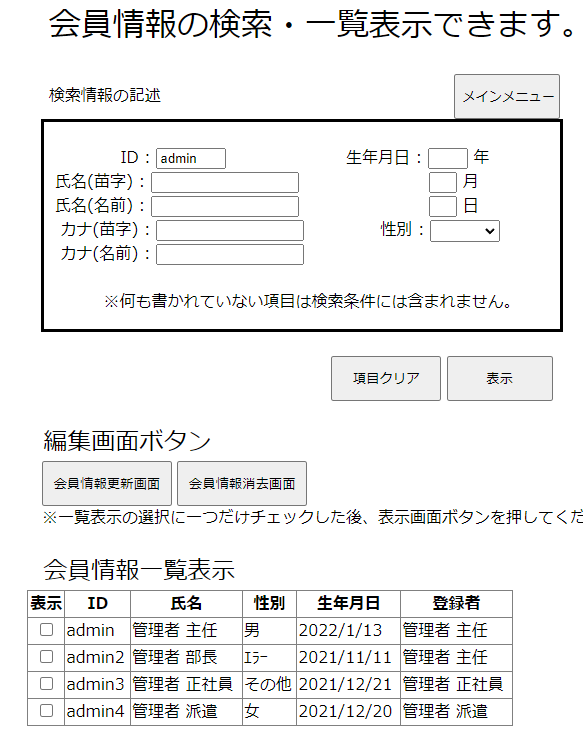 会員情報の検索・一覧表示できます。
検索情報の記述
メインメニュー
ID : admin 生年月日 : 年
氏名(苗字) : 月
氏名(名前) : 日
カナ(苗字) : 性別 :
カナ(名前) :
※何も書かれていない項目は検索条件には含まれません。
項目クリア 表示
編集画面ボタン
会員情報更新画面 会員情報消去画面
※一覧表示の選択に一つだけチェックした後、表示画面ボタンを押してくだ
会員情報一覧表示
表示 ID 氏名 性別 生年月日 登録者
admin 管理者 主任 男 2022/1/13 管理者 主任
admin2 管理者 部長 ｴﾗｰ 2021/11/11 管理者 主任
admin3 管理者 正社員 その他 2021/12/21 管理者 正社員
admin4 管理者 派遣 女 2021/12/20 管理者 派遣